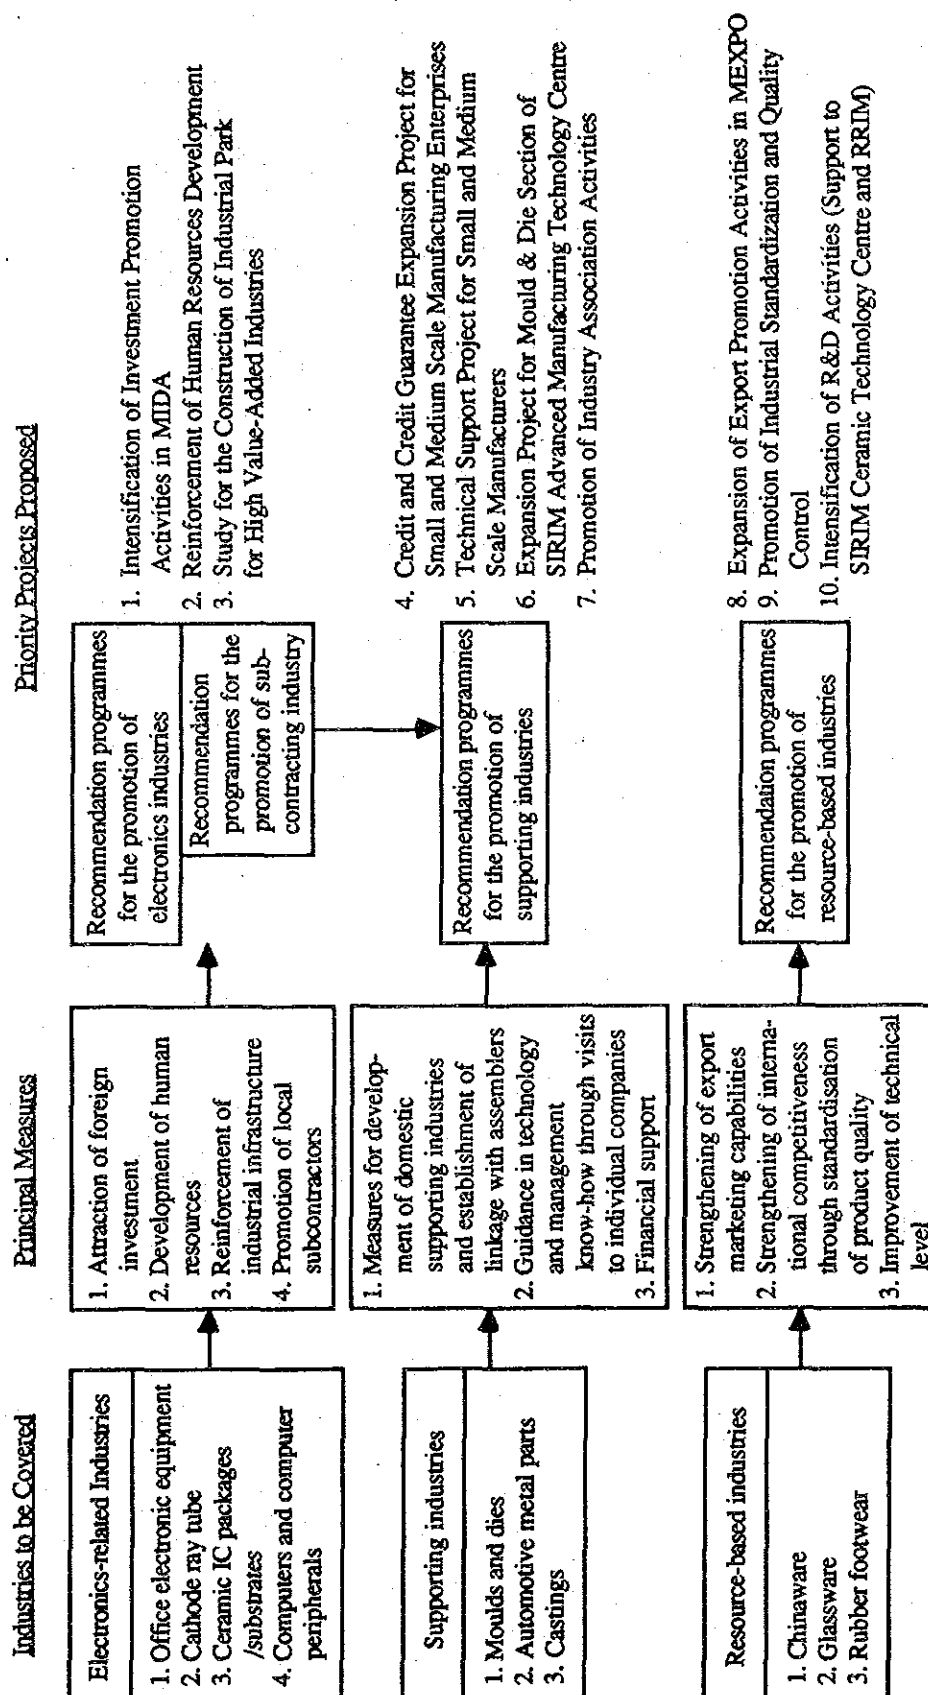 Industries to be Covered
Electronics-related Industries
1. Office electronic equipment
2. Cathode ray tube
3. Ceramic IC packages
/substrates
4. Computers and computer
peripherals
Supporting industries
1. Moulds and dies
2. Automotive metal parts
3. Castings
Resource-based industries
1. Chinaware
2. Glassware
3. Rubber footwear
Principal Measures
1. Attraction of foreign
investment
2. Development of human
resources
3. Reinforcement of
industrial infrastructure
4. Promotion of local
subcontractors
1. Measures for develop-
ment of domestic
supporting industries
and establishment of
linkage with assemblers
2. Guidance in technology
and management
know-how through visits
to individual companies
3. Financial support
1. Strengthening of export
marketing capabilities
2. Strengthening of interna-
tional competitiveness
through standardisation
of product quality
3. Improvement of technical
level
Recommendation programmes
for the promotion of
electronics industries
Recommendation
programmes for the
promotion of sub-
contracting industry
Recommendation programmes
for the promotion of
supporting industries
Recommendation programmes
for the promotion of
resource-based industries
Priority Projects Proposed
1. Intensification of Investment Promotion
Activities in MIDA
2. Reinforcement of Human Resources Development
3. Study for the Construction of Industrial Park
for High Value-Added Industries
4. Credit and Credit Guarantee Expansion Project for
Small and Medium Scale Manufacturing Enterprises
5. Technical Support Project for Small and Medium
Scale Manufacturers
6. Expansion Project for Mould & Die Section of
SIRIM Advanced Manufacturing Technology Centre
7. Promotion of Industry Association Activities
8. Expansion of Export Promotion Activities in MEXPO
9. Promotion of Industrial Standardization and Quality
Control
10. Intensification of R&D Activities (Support to
SIRIM Ceramic Technology Centre and RRIM)